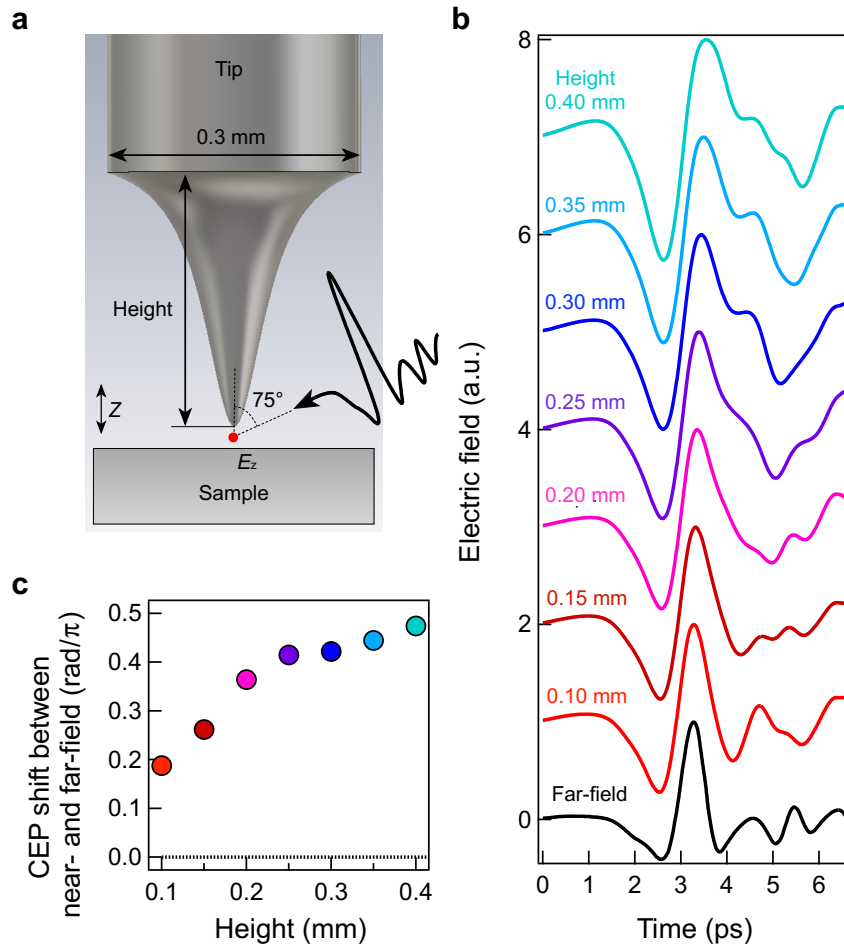 a
Tip
0.3 mm
Height
75°
Z
E_z
Sample
b
8
6
4
2
0
Electric field (a.u.)
Height
0.40 mm
0.35 mm
0.30 mm
0.25 mm
0.20 mm
0.15 mm
0.10 mm
Far-field
0 1 2 3 4 5 6
Time (ps)
c
0.5
0.4
0.3
0.2
0.1
0.0
CEP shift between
near- and far-field (rad/π)
0.1 0.2 0.3 0.4
Height (mm)